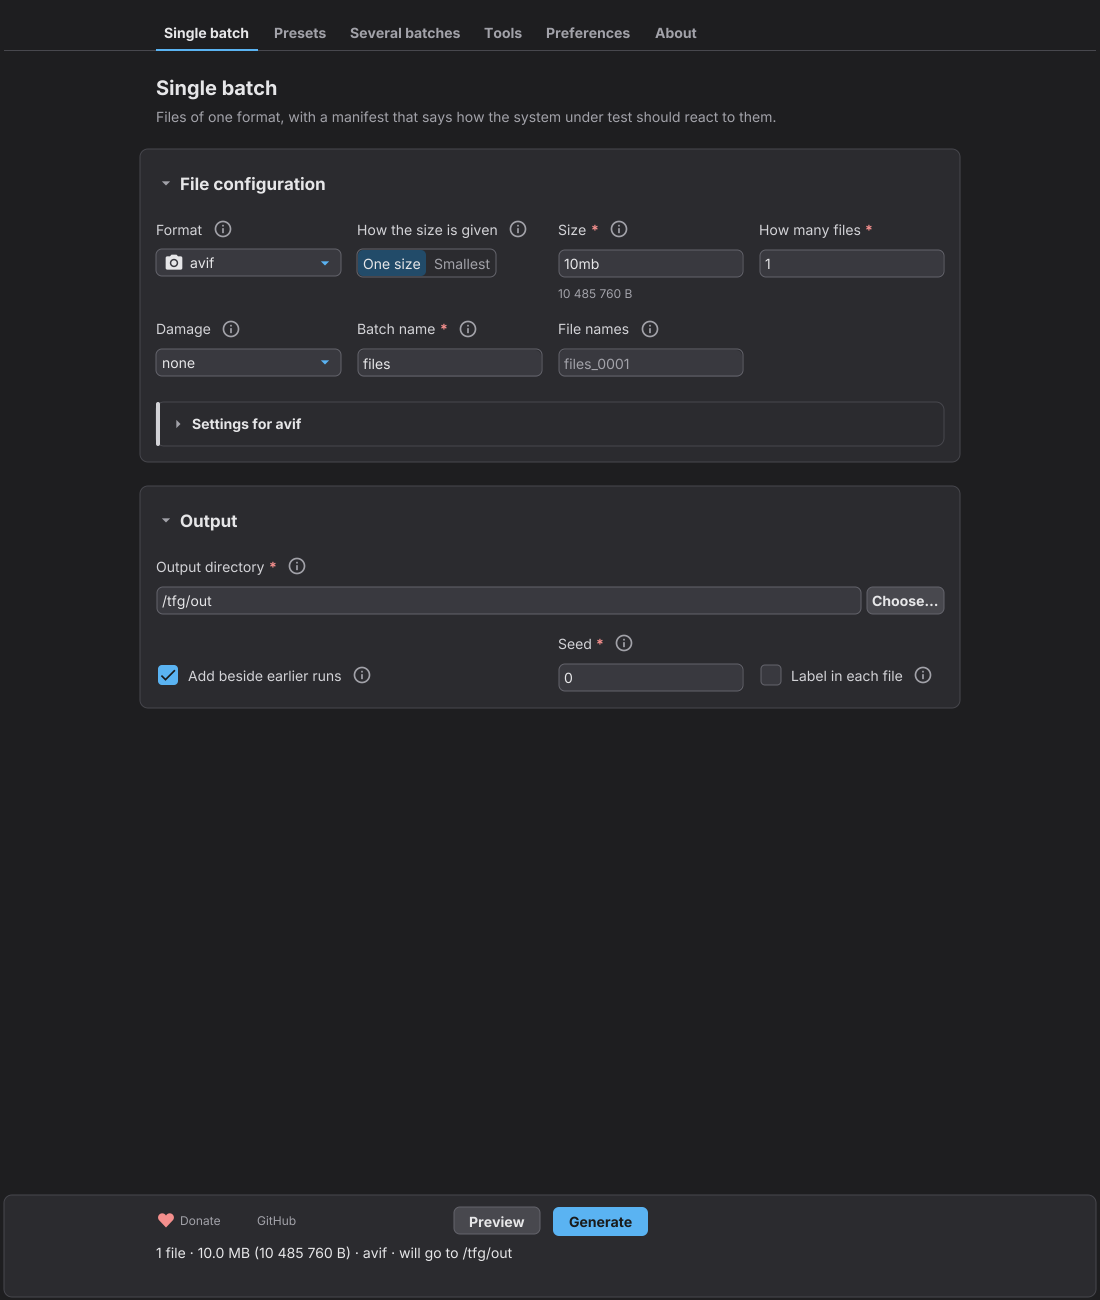 Single batch Presets Several batches Tools Preferences About
Single batch
Files of one format, with a manifest that says how the system under test should react to them.
File configuration
Format How the size is given Size * How many files *
avif One size Smallest 10mb 1
10 485 760 B
Damage Batch name * File names
none files files_0001
Settings for avif
Output
Output directory *
/tfg/out Choose...
Seed *
Add beside earlier runs 0 Label in each file
Donate GitHub Preview Generate
1 file · 10.0 MB (10 485 760 B) · avif · will go to /tfg/out